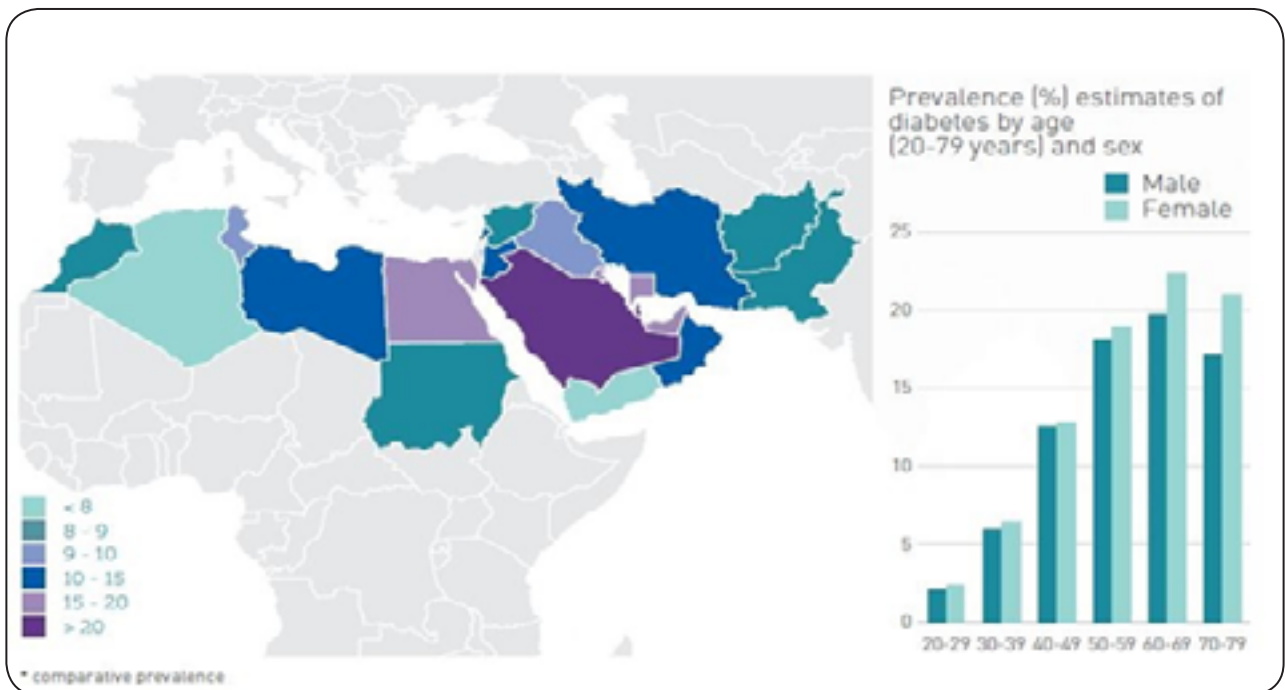 Prevalence (%) estimates of
diabetes by age
(20-79 years) and sex
Male
Female
25
20
15
10
5
0
20-29 30-39 40-49 50-59 60-69 70-79
< 8
8 - 9
9 - 10
10 - 15
15 - 20
> 20
* comparative prevalence